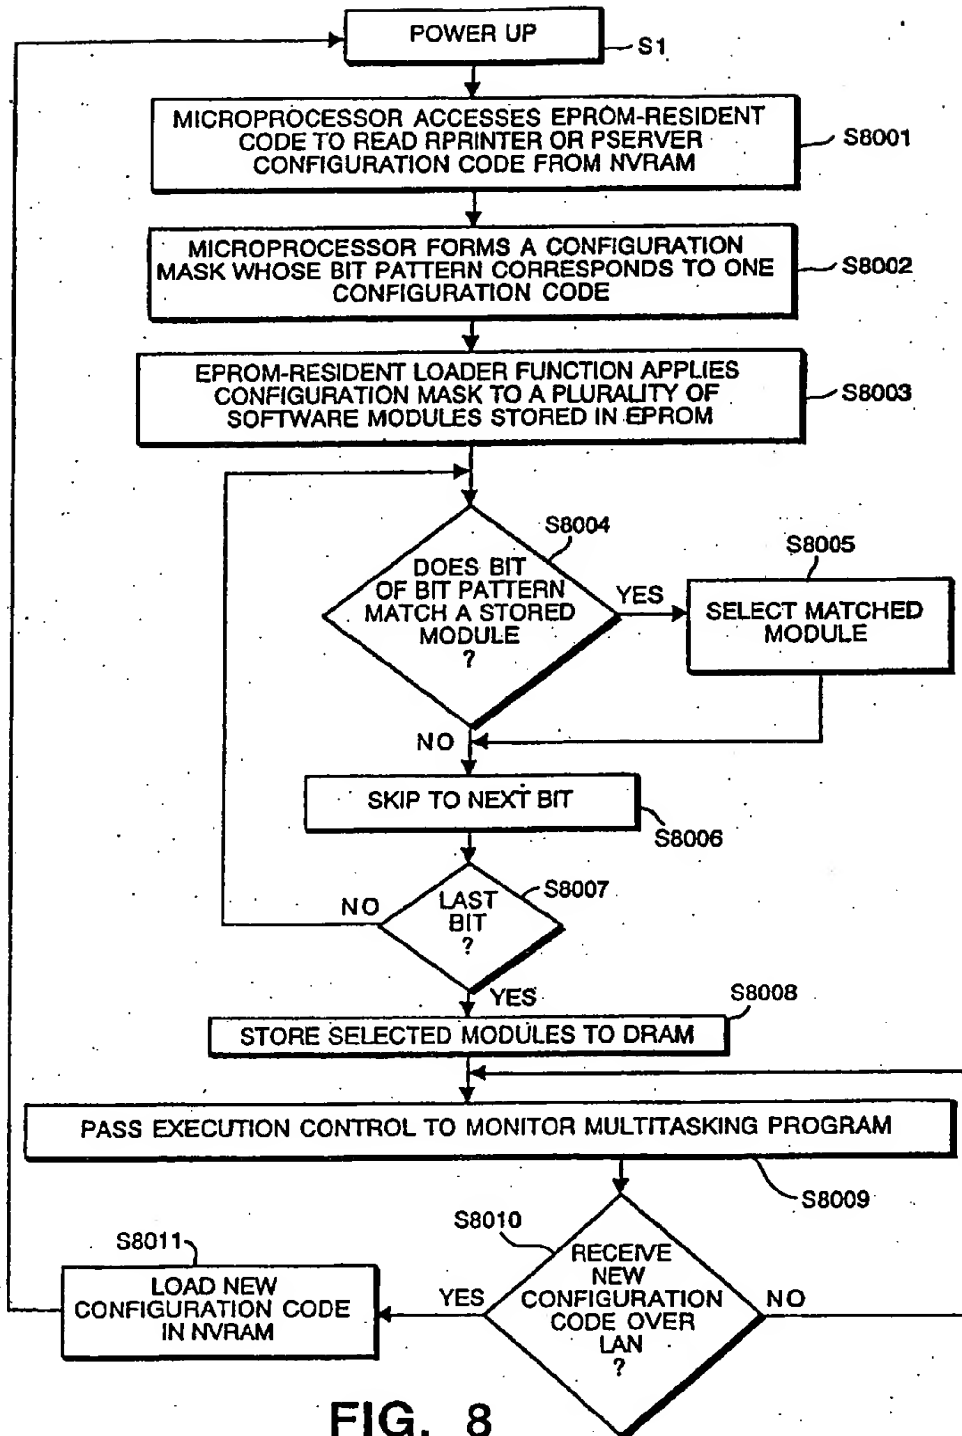 POWER UP
S1
MICROPROCESSOR ACCESSES EPROM-RESIDENT
CODE TO READ RPRINTER OR PSERVER
CONFIGURATION CODE FROM NVRAM
S8001
MICROPROCESSOR FORMS A CONFIGURATION
MASK WHOSE BIT PATTERN CORRESPONDS TO ONE
CONFIGURATION CODE
S8002
EPROM-RESIDENT LOADER FUNCTION APPLIES
CONFIGURATION MASK TO A PLURALITY OF
SOFTWARE MODULES STORED IN EPROM
S8003
S8004
DOES BIT
OF BIT PATTERN
MATCH A STORED
MODULE
?
YES
S8005
SELECT MATCHED
MODULE
NO
SKIP TO NEXT BIT
S8006
S8007
LAST
BIT
?
NO
YES
S8008
STORE SELECTED MODULES TO DRAM
PASS EXECUTION CONTROL TO MONITOR MULTITASKING PROGRAM
S8009
S8010
RECEIVE
NEW
CONFIGURATION
CODE OVER
LAN
?
YES
NO
S8011
LOAD NEW
CONFIGURATION CODE
IN NVRAM
FIG. 8